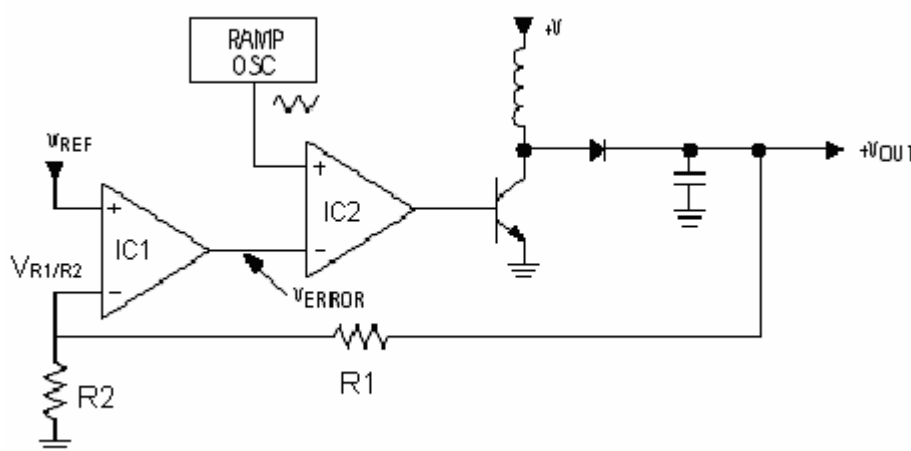 RAMP
OSC
+V
VREF
+
+
+VOUT
IC2
IC1
−
VR1/R2
−
VERROR
R1
R2